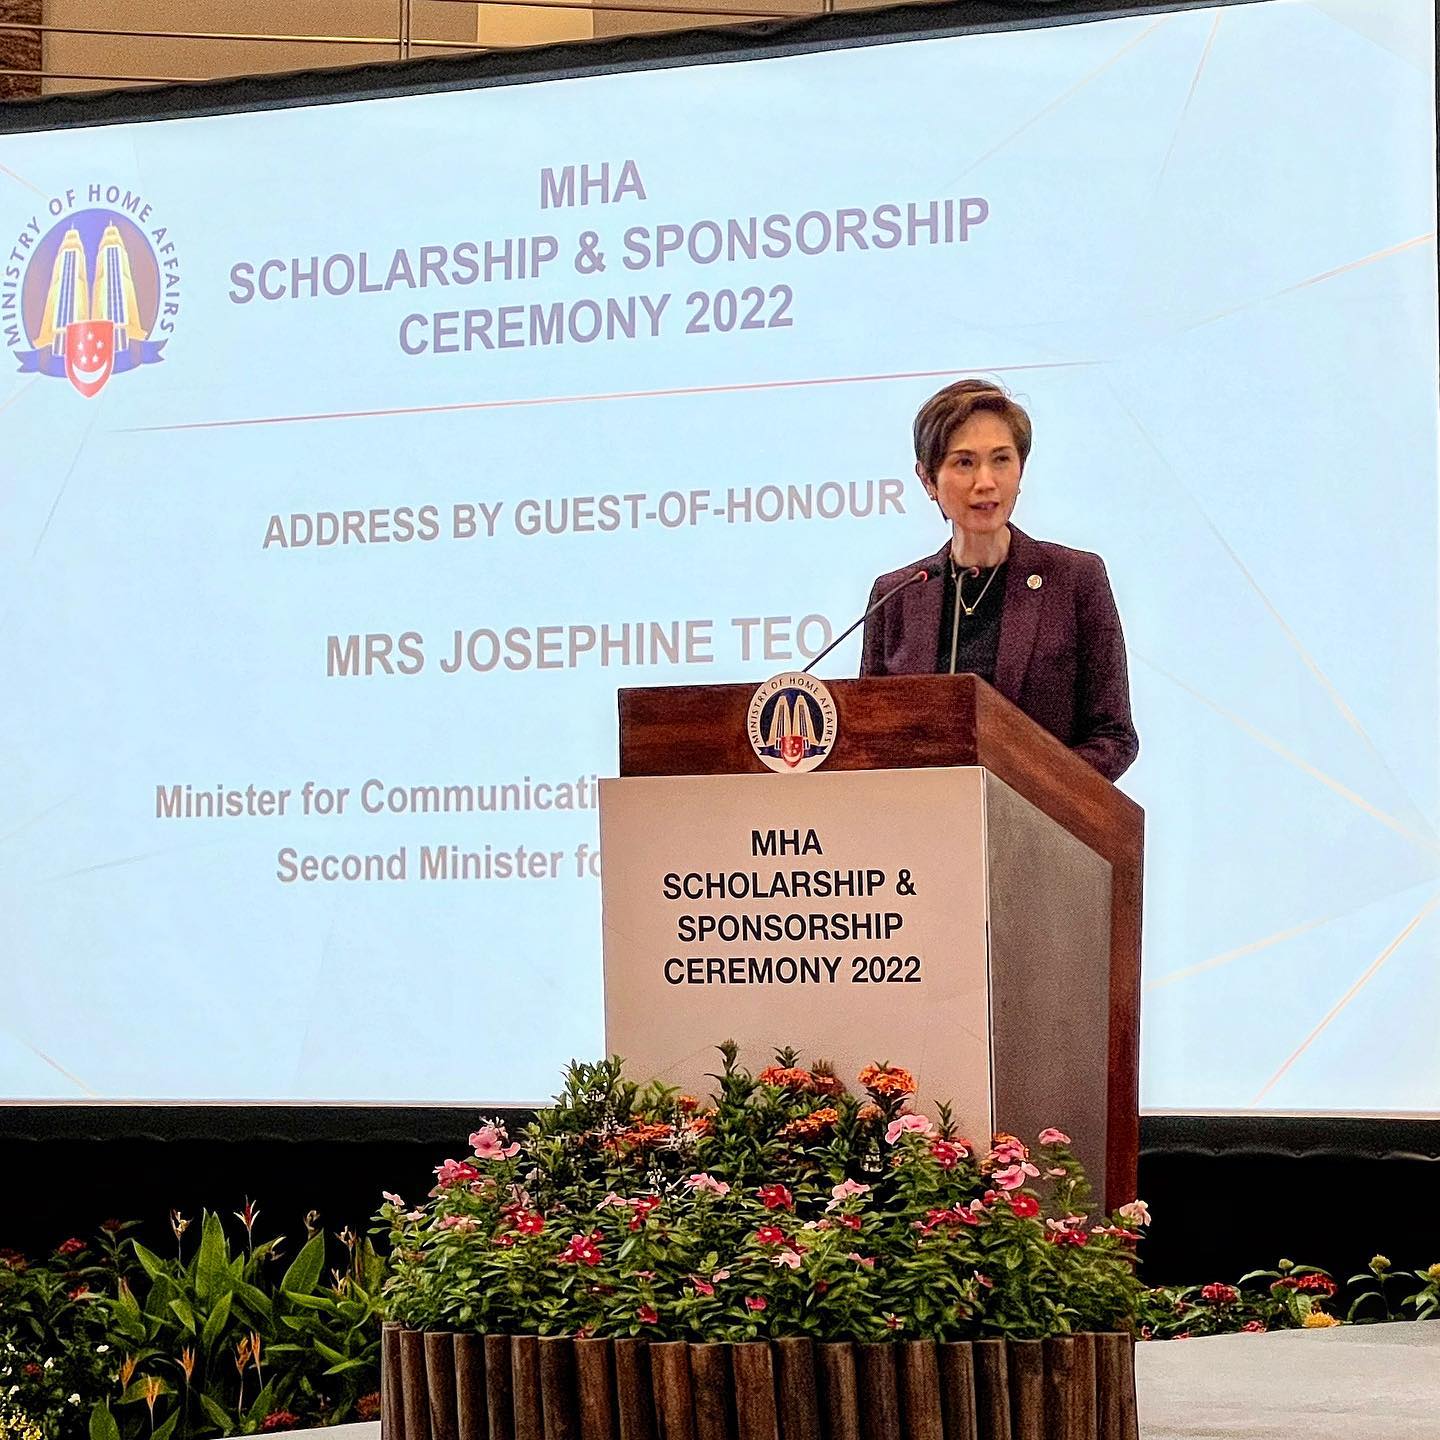 MINISTRY OF HOME AFFAIRS
MHA
SCHOLARSHIP & SPONSORSHIP
CEREMONY 2022
ADDRESS BY GUEST-OF-HONOUR
MRS JOSEPHINE TEO
Minister for Communicati
Second Minister fo
MINISTRY OF HOME AFFAIRS
MHA
SCHOLARSHIP &
SPONSORSHIP
CEREMONY 2022